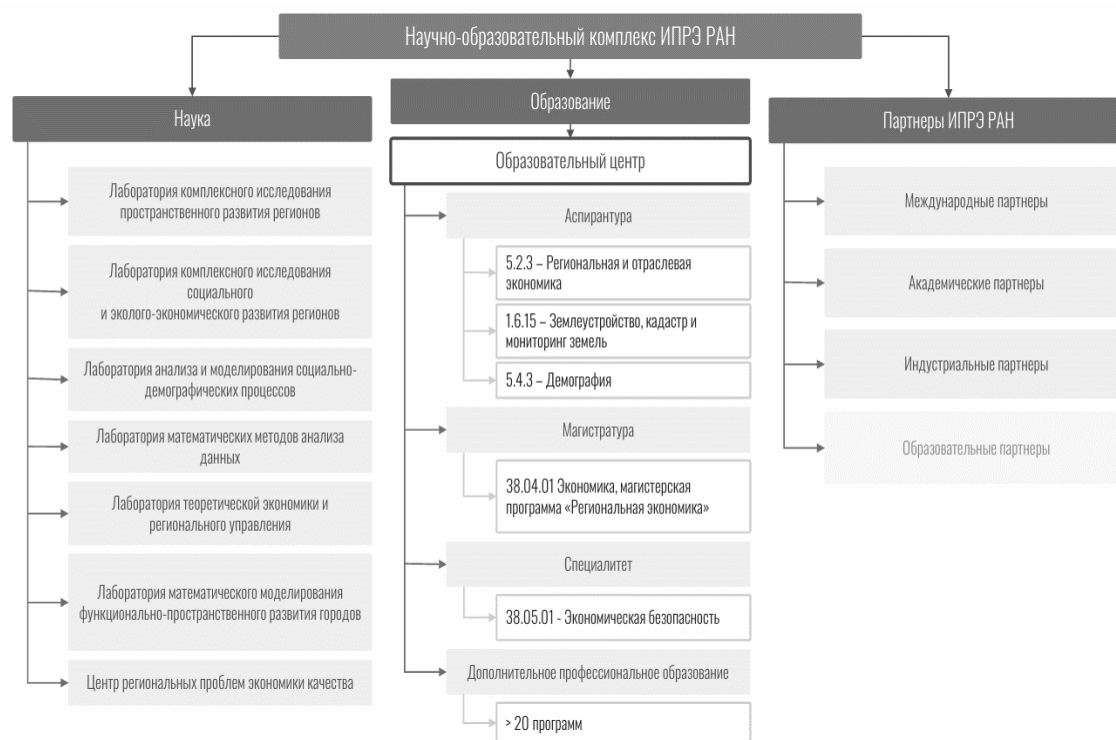 Научно-образовательный комплекс ИПРЭ РАН
Наука
Лаборатория комплексного исследования
пространственного развития регионов
Лаборатория комплексного исследования
социального
и эколого-экономического развития регионов
Лаборатория анализа и моделирования социально-
демографических процессов
Лаборатория математических методов анализа
данных
Лаборатория теоретической экономики и
регионального управления
Лаборатория математического моделирования
функционально-пространственного развития городов
Центр региональных проблем экономики качества
Образование
Образовательный центр
Аспирантура
5.2.3 – Региональная и отраслевая
экономика
1.6.15 – Землеустройство, кадастр и
мониторинг земель
5.4.3 – Демография
Магистратура
38.04.01 Экономика, магистерская
программа «Региональная экономика»
Специалитет
38.05.01 - Экономическая безопасность
Дополнительное профессиональное образование
> 20 программ
Партнеры ИПРЭ РАН
Международные партнеры
Академические партнеры
Индустриальные партнеры
Образовательные партнеры